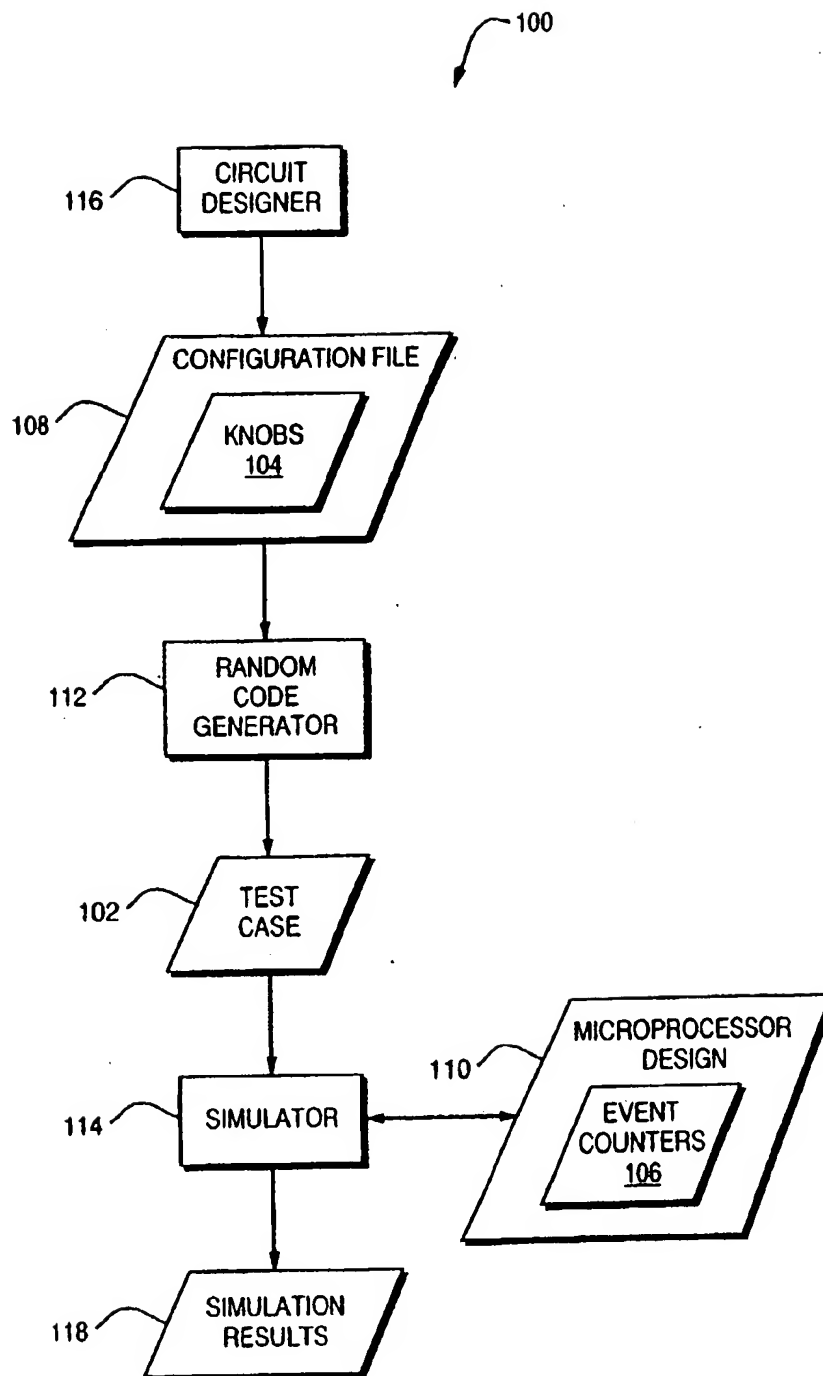 100
CIRCUIT
DESIGNER
116
CONFIGURATION FILE
108
KNOBS
104
RANDOM
CODE
GENERATOR
112
TEST
CASE
102
MICROPROCESSOR
DESIGN
110
EVENT
COUNTERS
106
SIMULATOR
114
SIMULATION
RESULTS
118